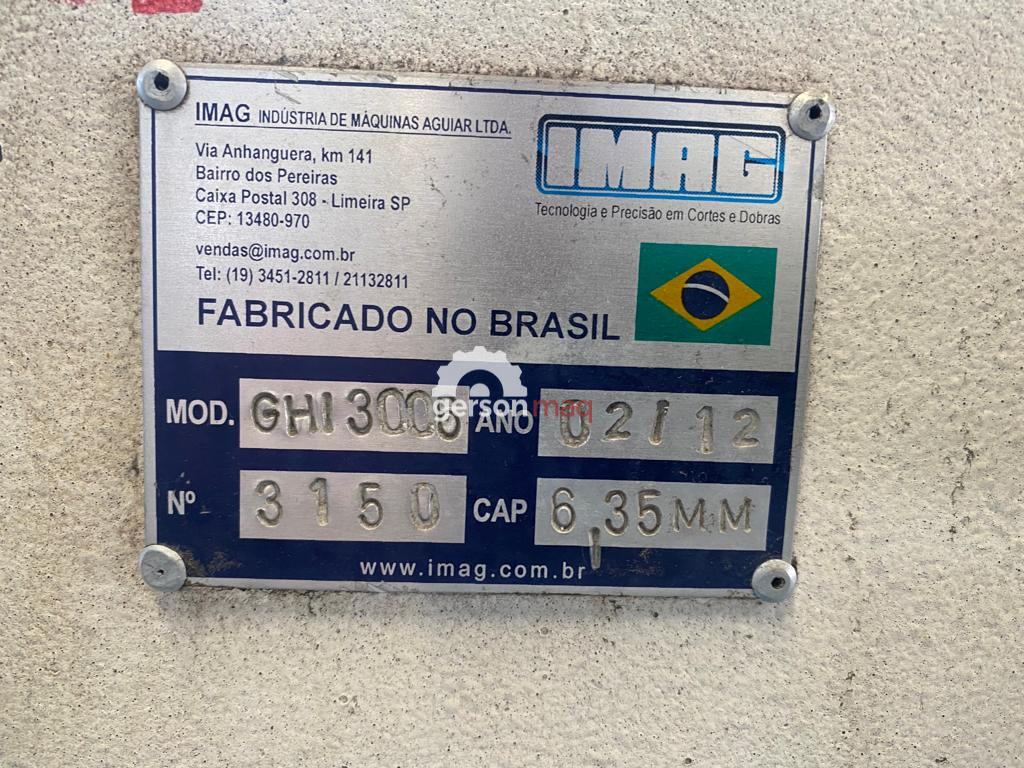 IMAG INDÚSTRIA DE MÁQUINAS AGUIAR LTDA.
Via Anhanguera, km 141
Bairro dos Pereiras
Caixa Postal 308 - Limeira SP
CEP: 13480-970
vendas@imag.com.br
Tel: (19) 3451-2811 / 21132811
IMAG
Tecnologia e Precisão em Cortes e Dobras
FABRICADO NO BRASIL
MOD. ANO 02/12
Nº 3150 CAP 6,35MM
www.imag.com.br
gersonmaq